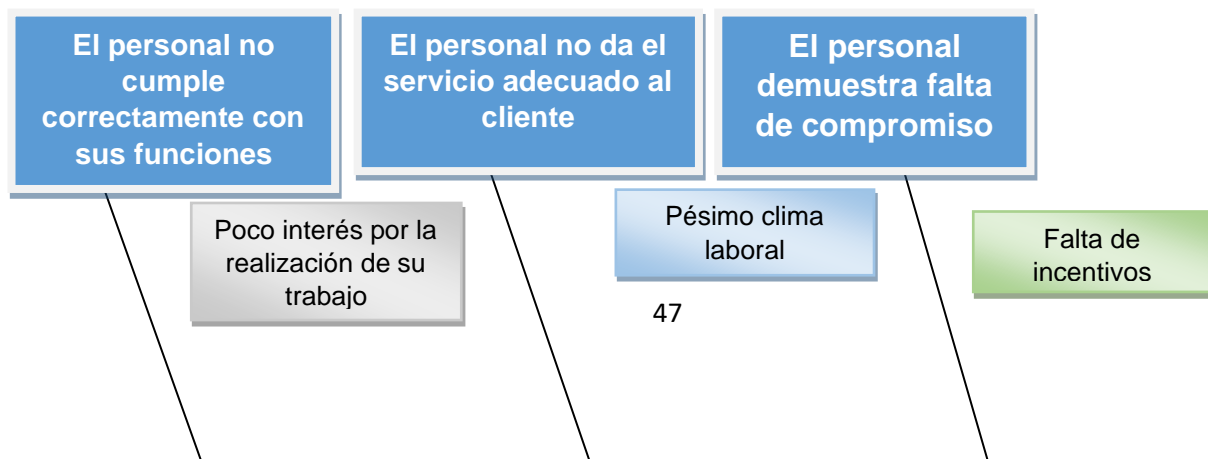 El personal no
cumple
correctamente con
sus funciones
El personal no da el
servicio adecuado al
cliente
El personal
demuestra falta
de compromiso
Poco interés por la
realización de su
trabajo
Pésimo clima
laboral
Falta de
incentivos
47